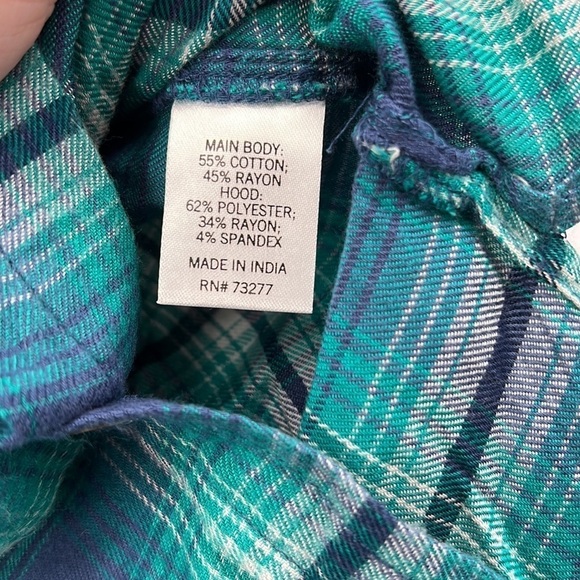 MAIN BODY:
55% COTTON;
45% RAYON
HOOD:
62% POLYESTER;
34% RAYON;
4% SPANDEX
MADE IN INDIA
RN# 73277